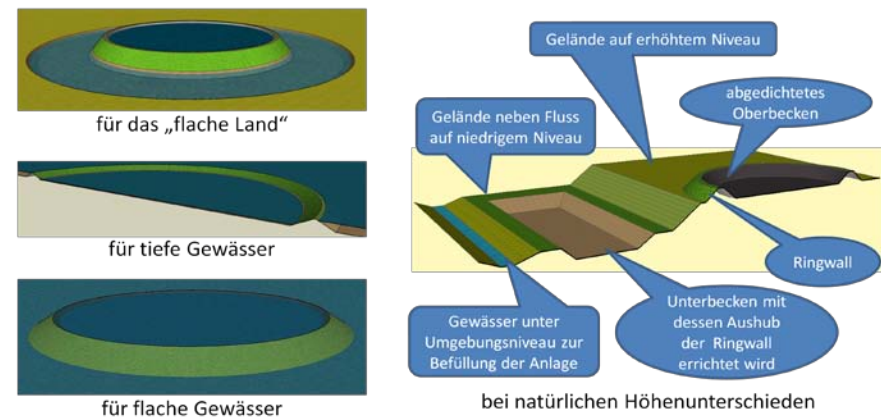 für das „flache Land“
für tiefe Gewässer
für flache Gewässer
Gelände auf erhöhtem Niveau
abgedichtetes
Oberbecken
Gelände neben Fluss
auf niedrigem Niveau
Ringwall
Gewässer unter
Umgebungsniveau zur
Befüllung der Anlage
Unterbecken mit
dessen Aushub
der Ringwall
errichtet wird
bei natürlichen Höhenunterschieden